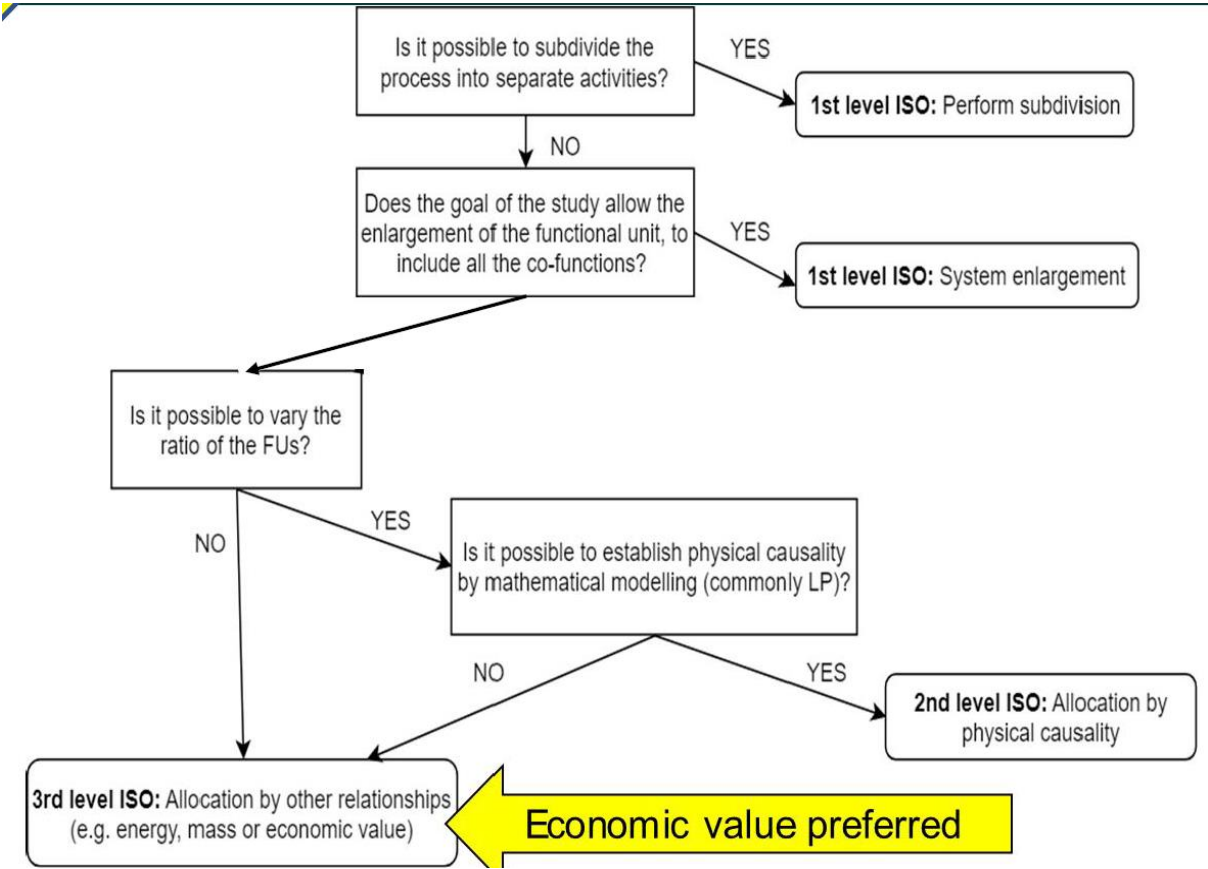 Is it possible to subdivide the
process into separate activities?
YES
1st level ISO: Perform subdivision
NO
Does the goal of the study allow the
enlargement of the functional unit, to
include all the co-functions?
YES
1st level ISO: System enlargement
Is it possible to vary the
ratio of the FUs?
NO
YES
Is it possible to establish physical causality
by mathematical modelling (commonly LP)?
NO
YES
2nd level ISO: Allocation by
physical causality
3rd level ISO: Allocation by other relationships
(e.g. energy, mass or economic value)
Economic value preferred